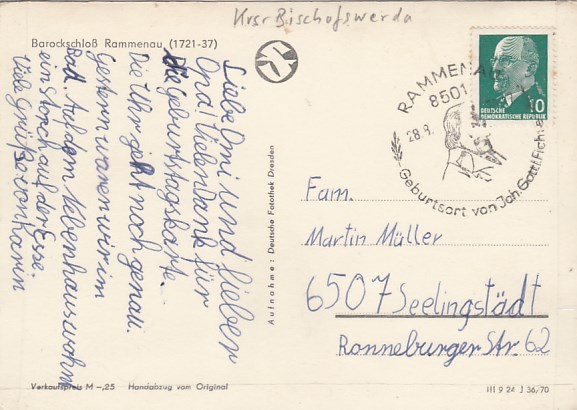 Krsr Bischofswerda
Barockschloß Rammenau (1721-37)
Liebe Omi und lieber
Opa! Vielen Dank für
die Geburtstagskarte.
Die Uhr geht noch genau.
Gestern waren wir im
Bad. Auf dem Nebenhaus wohnt
ein Storch auf der Esse.
Viele Grüße von Karin
Aufnahme: Deutsche Fotothek Dresden
RAMMENAU
8501
28.8.
Geburtsort von Joh. Gottl. Fichte
10
DEUTSCHE
DEMOKRATISCHE REPUBLIK
Fam.
Martin Müller
6507 Seelingstädt
Ronneburger Str. 62
Verkaufspreis M -,25 Handabzug vom Original
III 9 24 J 36/70